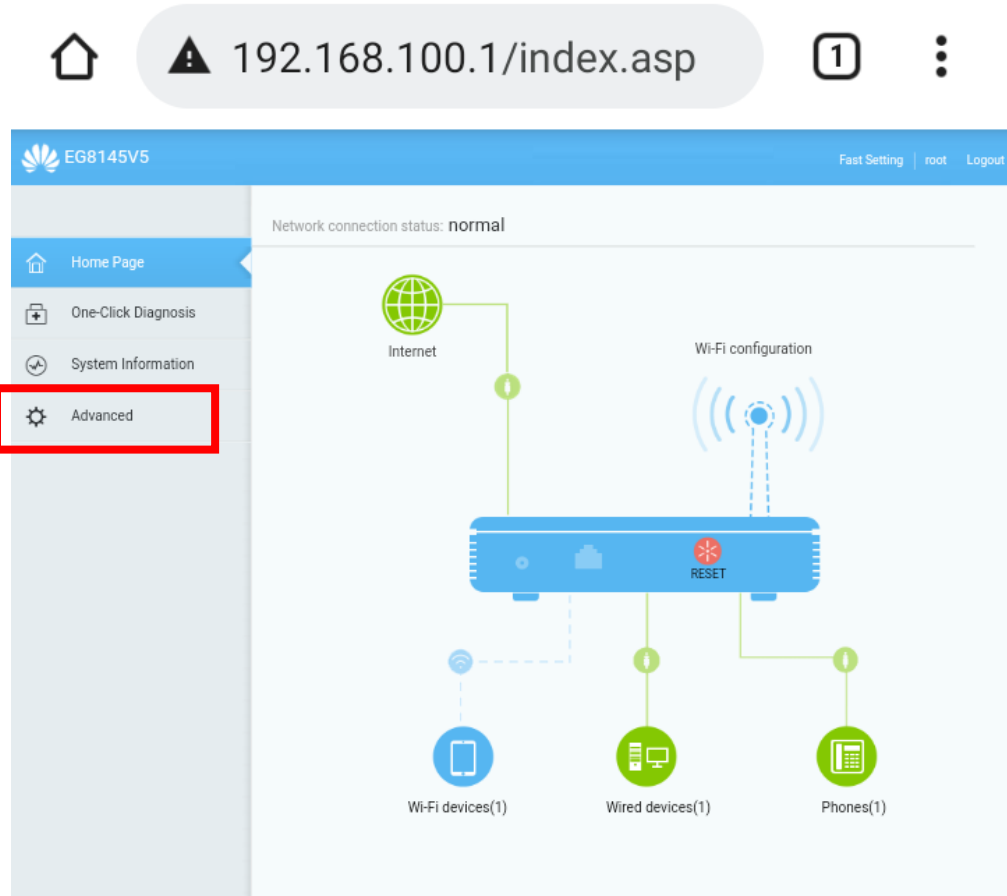 192.168.100.1/index.asp
1
EG8145V5
Fast Setting root Logout
Network connection status: normal
Home Page
One-Click Diagnosis
System Information
Advanced
Internet
Wi-Fi configuration
RESET
Wi-Fi devices(1)
Wired devices(1)
Phones(1)